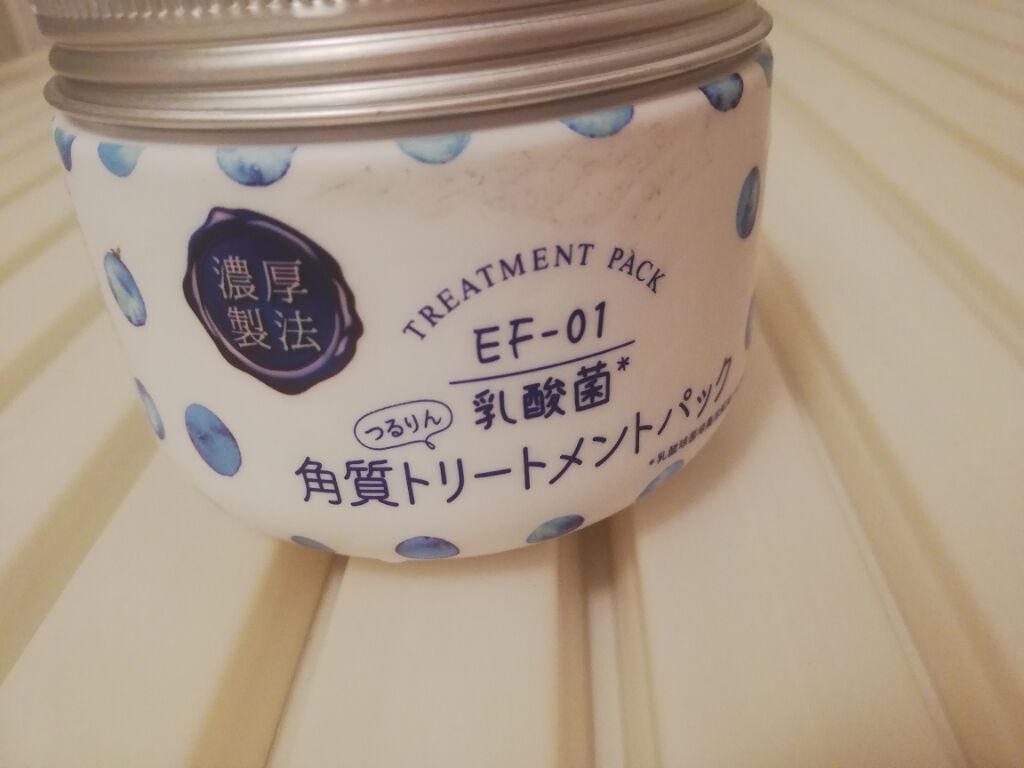 濃厚
製法
TREATMENT PACK
EF-01
乳酸菌*
つるりん
角質トリートメントパック